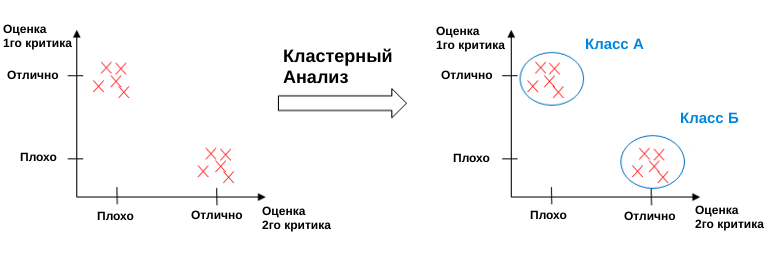 Оценка
1го критика
Отлично
Плохо
Плохо
Отлично
Оценка
2го критика
Кластерный
Анализ
Оценка
1го критика
Класс А
Отлично
Класс Б
Плохо
Плохо
Отлично
Оценка
2го критика